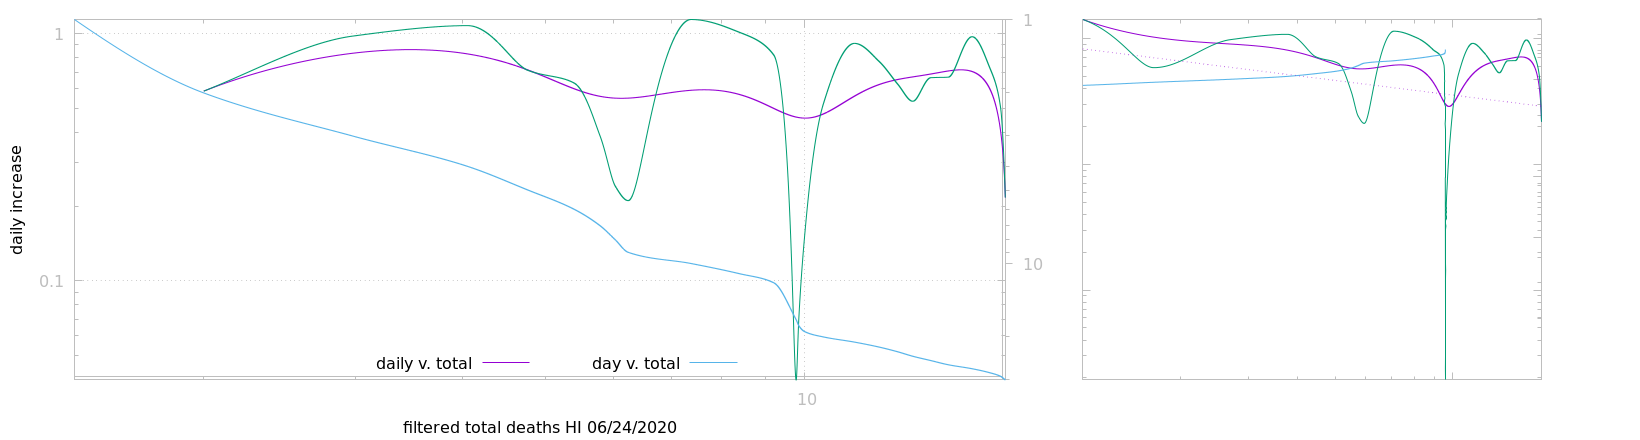 1
1
daily increase
10
0.1
daily v. total
day v. total
10
filtered total deaths HI 06/24/2020